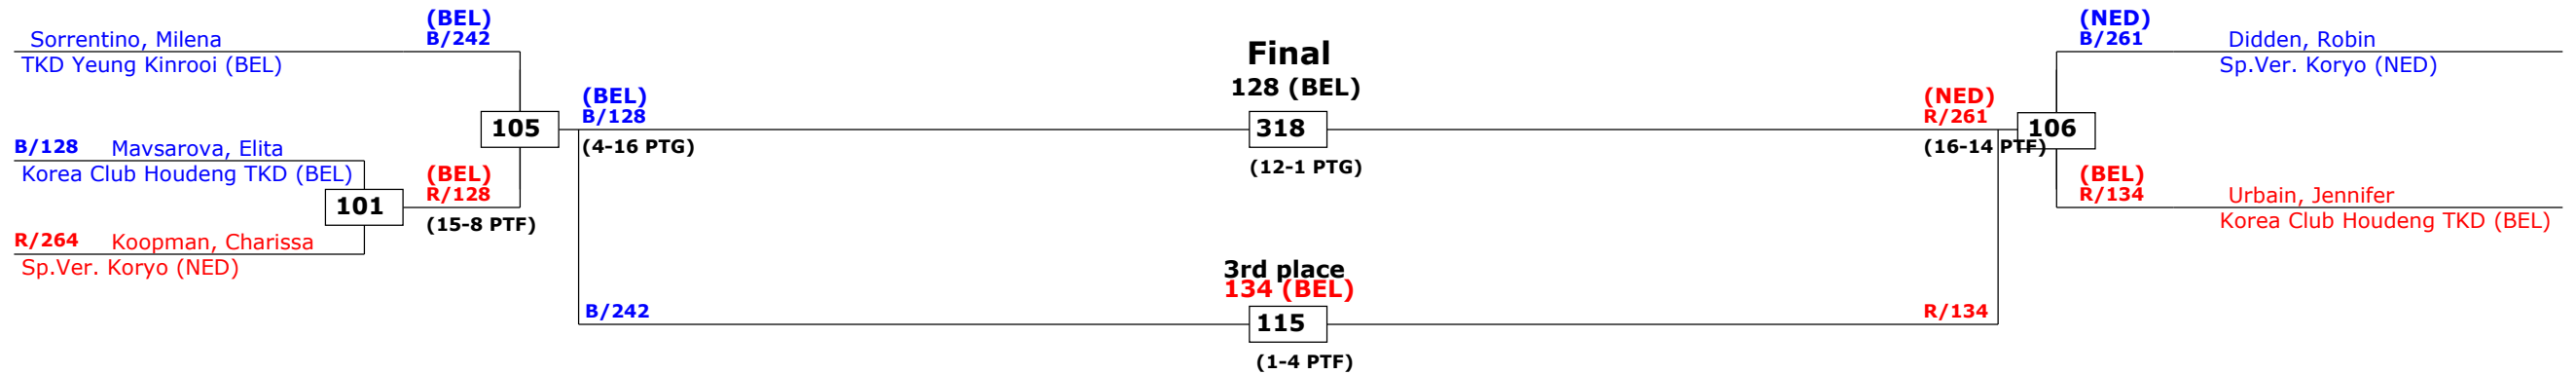 (BEL)
B/242
Sorrentino, Milena
TKD Yeung Kinrooi (BEL)
B/128 Mavsarova, Elita
Korea Club Houdeng TKD (BEL)
R/264 Koopman, Charissa
Sp.Ver. Koryo (NED)
101
(BEL)
R/128
(15-8 PTF)
105
(BEL)
B/128
(4-16 PTG)
B/242
Final
128 (BEL)
318
(12-1 PTG)
3rd place
134 (BEL)
115
(1-4 PTF)
(NED)
R/261
(16-14 PTF)
R/134
106
(NED)
B/261
Didden, Robin
Sp.Ver. Koryo (NED)
(BEL)
R/134
Urbain, Jennifer
Korea Club Houdeng TKD (BEL)